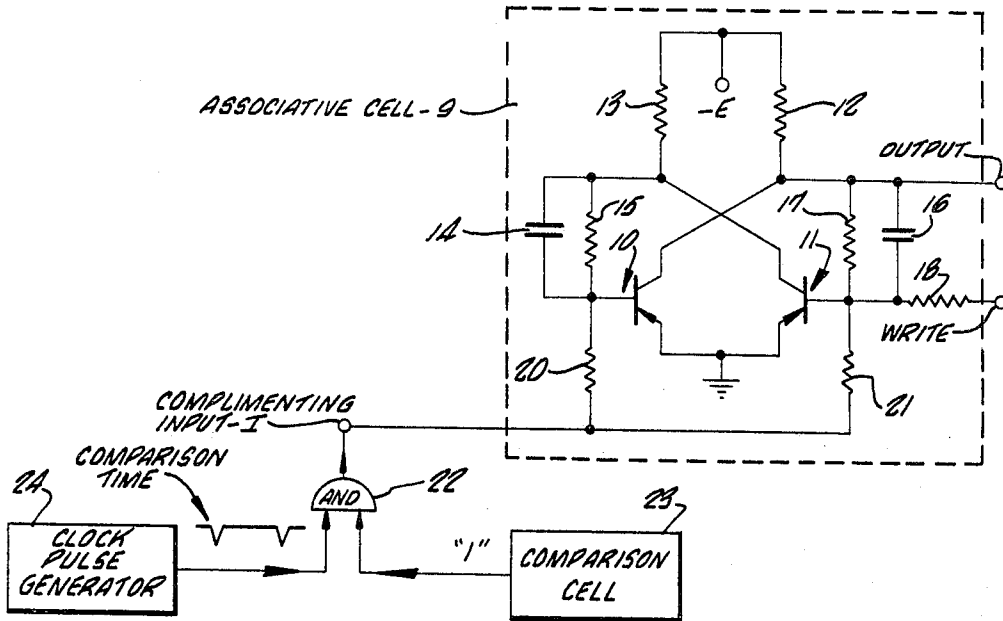 ASSOCIATIVE CELL-9
13
-E
12
OUTPUT
14
15
10
11
17
16
18
WRITE
20
21
COMPLIMENTING
INPUT-I
COMPARISON
TIME
24
AND
22
23
CLOCK
PULSE
GENERATOR
"1"
COMPARISON
CELL